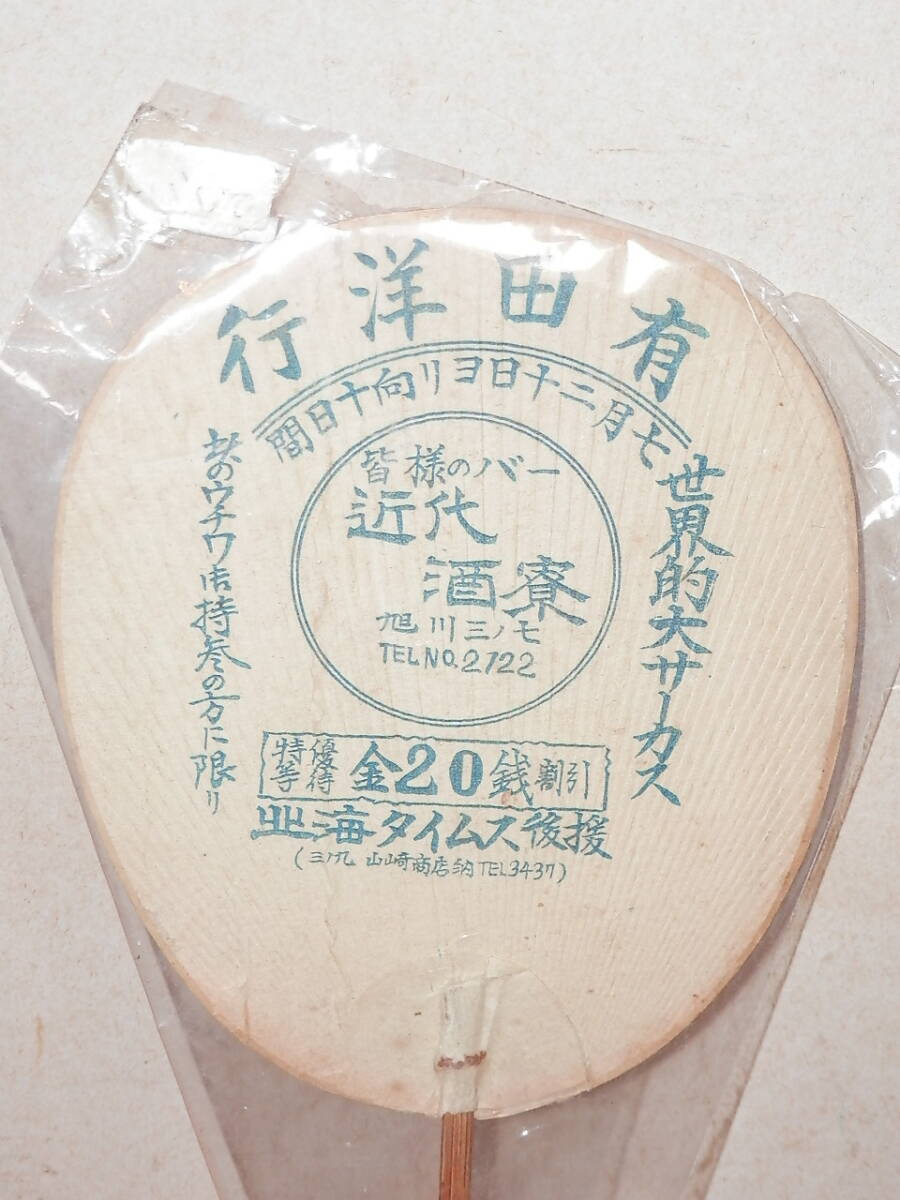 有田洋行
七月二十日ヨリ向十日間
世界的大サーカス
皆様のバー
近代
酒寮
旭川三ノ七
TEL NO.2722
此のウチワ御持参の方に限リ
特等優待 金20銭割引
北海タイムス後援
(三ノ九 山崎商店納 TEL3437)